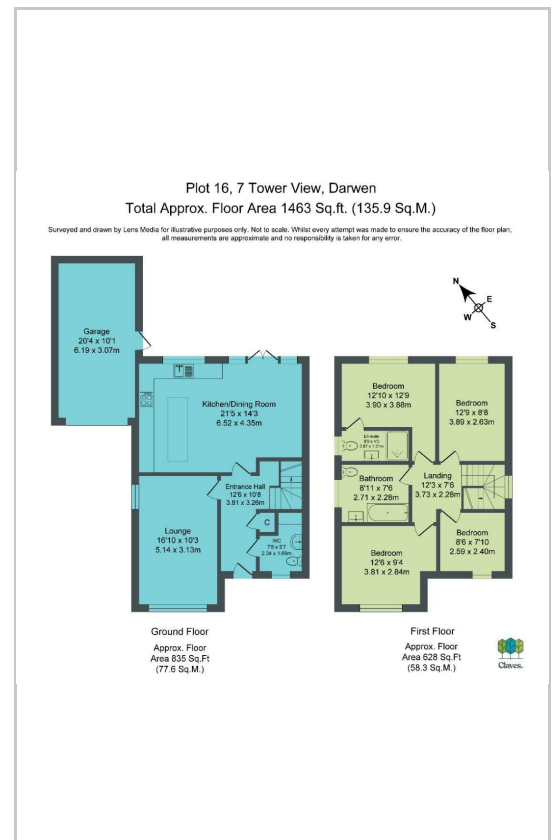 Plot 16, 7 Tower View, Darwen
Total Approx. Floor Area 1463 Sq.ft. (135.9 Sq.M.)
Surveyed and drawn by Lens Media for illustrative purposes only. Not to scale. Whilst every attempt was made to ensure the accuracy of the floor plan,
all measurements are approximate and no responsibility is taken for any error.
N
E
W
S
Garage
20'4 x 10'1
6.19 x 3.07m
Kitchen/Dining Room
21'5 x 14'3
6.52 x 4.35m
Entrance Hall
12'6 x 10'8
3.81 x 3.26m
Lounge
16'10 x 10'3
5.14 x 3.13m
C
WC
7'8 x 5'7
2.34 x 1.69m
Bedroom
12'10 x 12'9
3.90 x 3.88m
Bedroom
12'9 x 8'8
3.89 x 2.63m
En-suite
Bathroom
8'11 x 7'6
2.71 x 2.28m
Landing
12'3 x 7'6
3.73 x 2.28m
Bedroom
12'6 x 9'4
3.81 x 2.84m
Bedroom
8'6 x 7'10
2.59 x 2.40m
Ground Floor
Approx. Floor
Area 835 Sq.Ft
(77.6 Sq.M.)
First Floor
Approx. Floor
Area 628 Sq.Ft
(58.3 Sq.M.)
Claves.